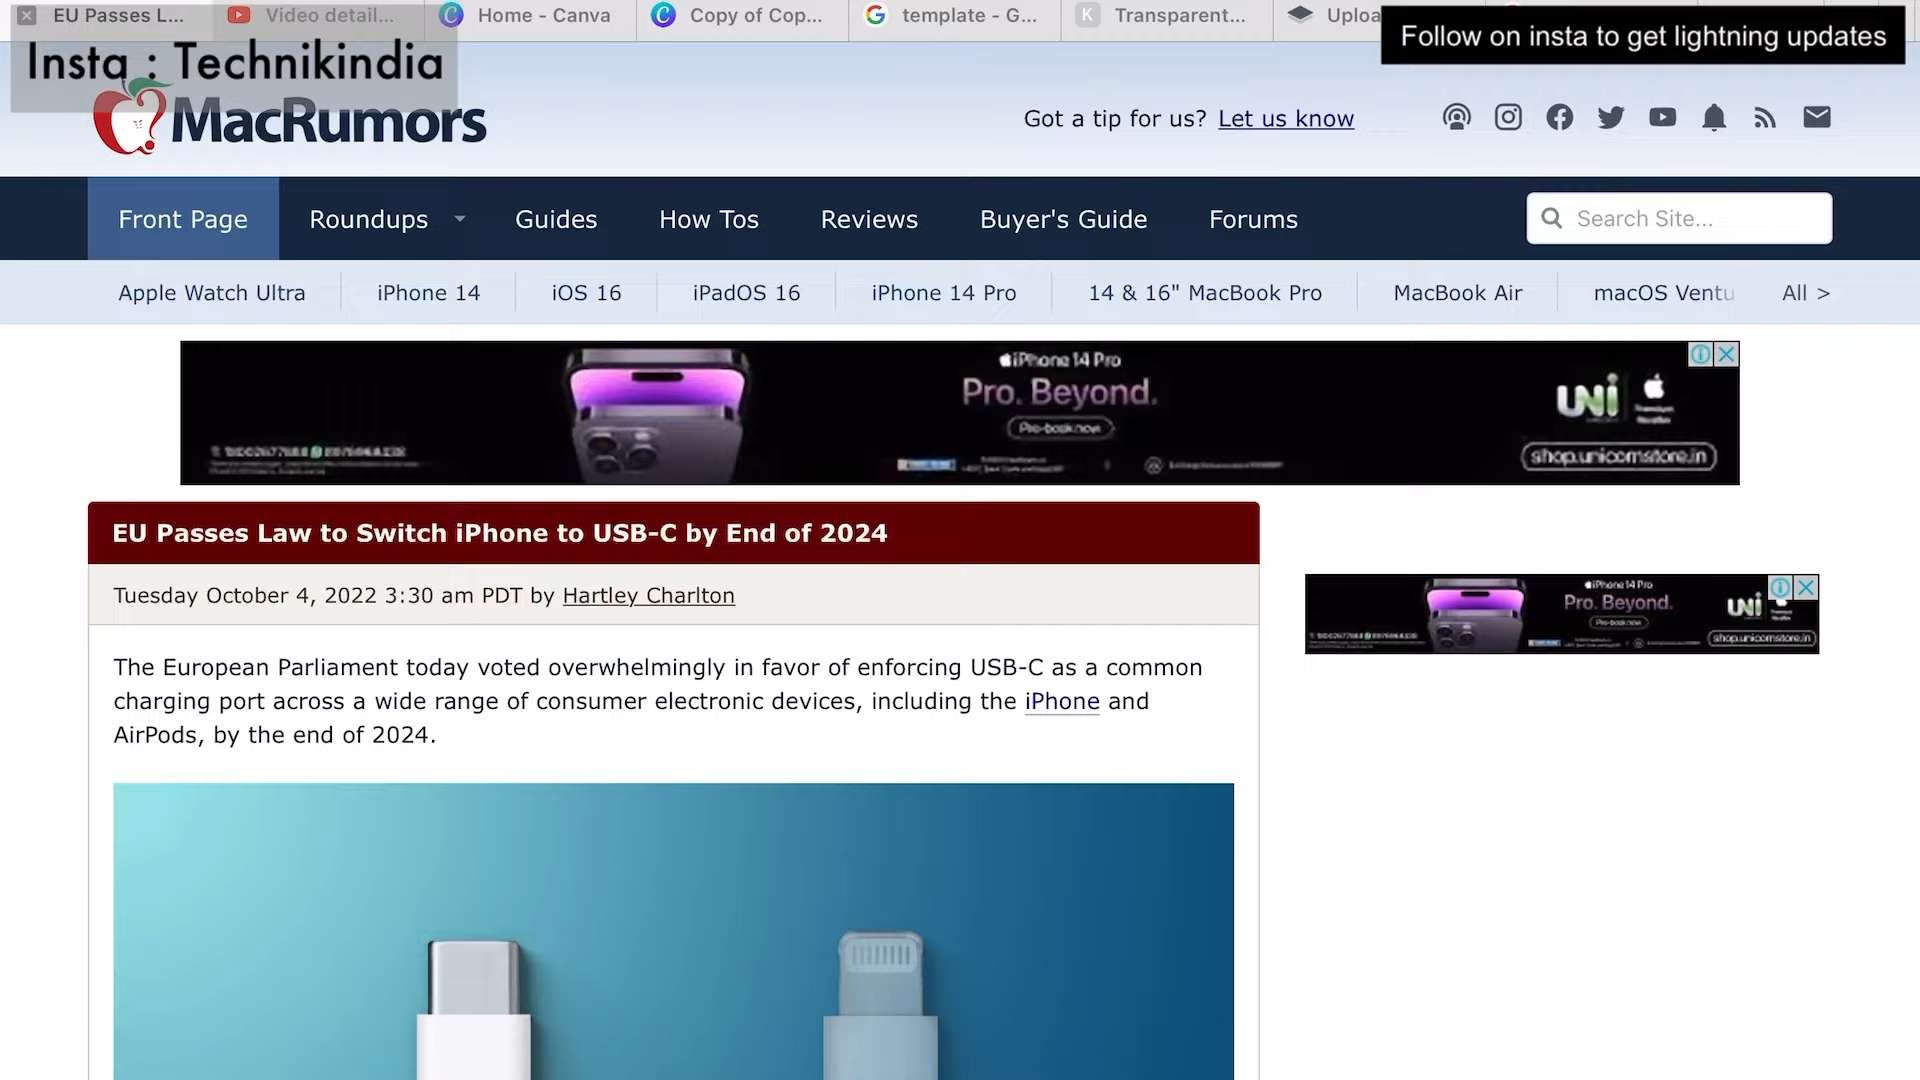 EU Passes L...
Video detail...
Home - Canva
Copy of Cop...
template - G...
K
Transparent...
Follow on insta to get lightning updates
Insta : Technikindia
MacRumors
Got a tip for us? Let us know
Front Page
Roundups
Guides
How Tos
Reviews
Buyer's Guide
Forums
Search Site...
Apple Watch Ultra
iPhone 14
iOS 16
iPadOS 16
iPhone 14 Pro
14 & 16" MacBook Pro
MacBook Air
macOS Ventu
All >
iPhone 14 Pro
Pro. Beyond.
Pre-book now
UNI
shop.unicornstore.in
EU Passes Law to Switch iPhone to USB-C by End of 2024
Tuesday October 4, 2022 3:30 am PDT by Hartley Charlton
iPhone 14 Pro
Pro. Beyond.
Pre-book now
UNI
shop.unicornstore.in
The European Parliament today voted overwhelmingly in favor of enforcing USB-C as a common
charging port across a wide range of consumer electronic devices, including the iPhone and
AirPods, by the end of 2024.